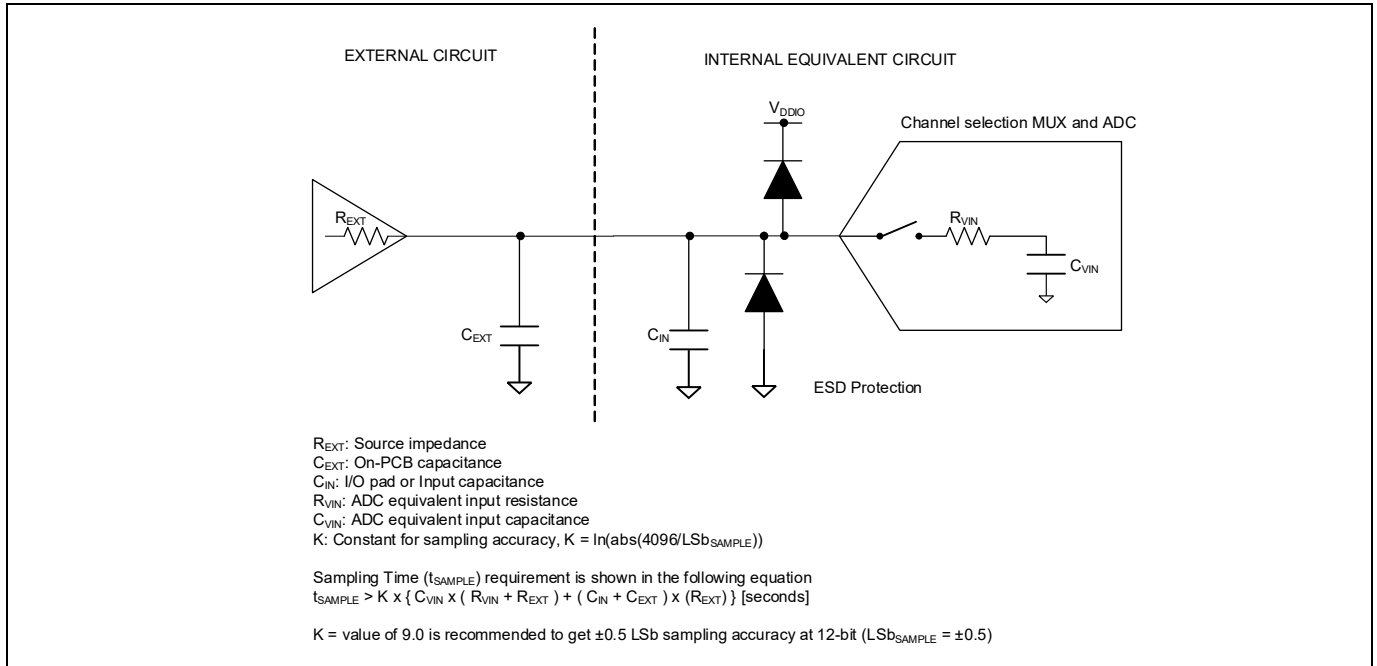 EXTERNAL CIRCUIT
INTERNAL EQUIVALENT CIRCUIT
VDDIO
Channel selection MUX and ADC
REXT
RVIN
CVIN
CEXT
CIN
ESD Protection
REXT: Source impedance
CEXT: On-PCB capacitance
CIN: I/O pad or Input capacitance
RVIN: ADC equivalent input resistance
CVIN: ADC equivalent input capacitance
K: Constant for sampling accuracy, K = ln(abs(4096/LSbSAMPLE))
Sampling Time (tSAMPLE) requirement is shown in the following equation
tSAMPLE > K x { CVIN x ( RVIN + REXT ) + ( CIN + CEXT ) x (REXT) } [seconds]
K = value of 9.0 is recommended to get ±0.5 LSb sampling accuracy at 12-bit (LSbSAMPLE = ±0.5)